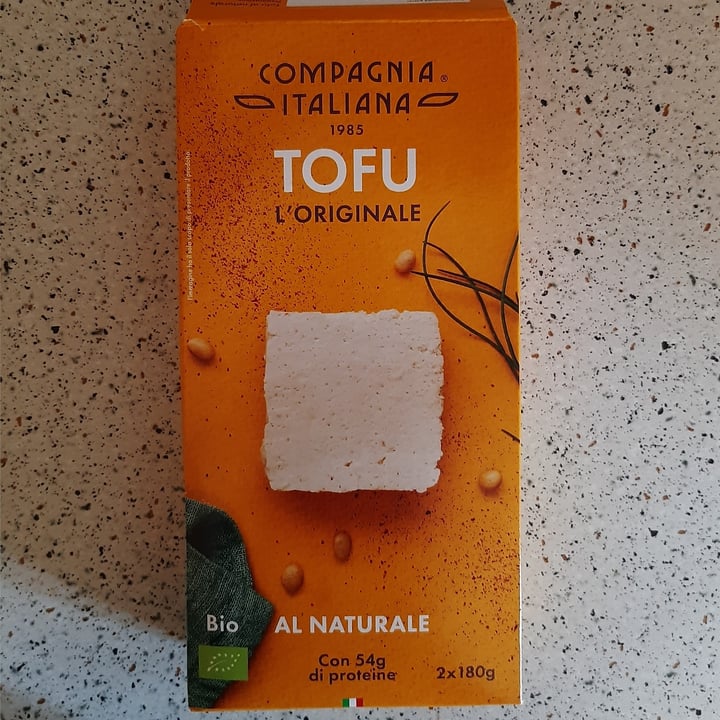 COMPAGNIA®
ITALIANA
1985
TOFU
L'ORIGINALE
Bio
AL NATURALE
Con 54g
di proteine
2x180g